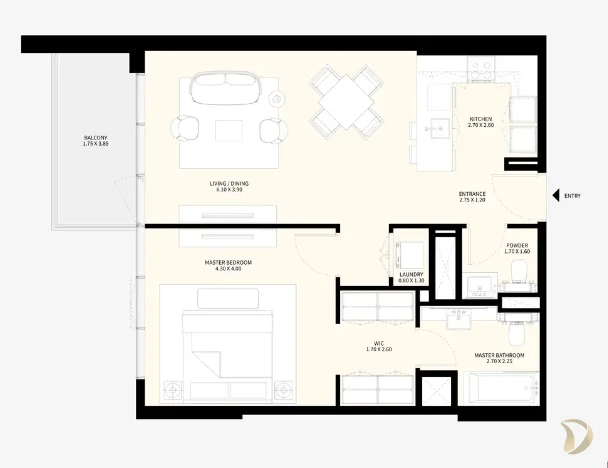 KITCHEN
2.70 X 2.60
BALCONY
1.75 X 3.85
LIVING / DINING
6.10 X 3.90
ENTRANCE
2.75 X 1.20
ENTRY
POWDER
1.70 X 1.60
MASTER BEDROOM
4.30 X 4.00
LAUNDRY
0.80 X 1.30
WIC
1.70 X 2.60
MASTER BATHROOM
2.70 X 2.25